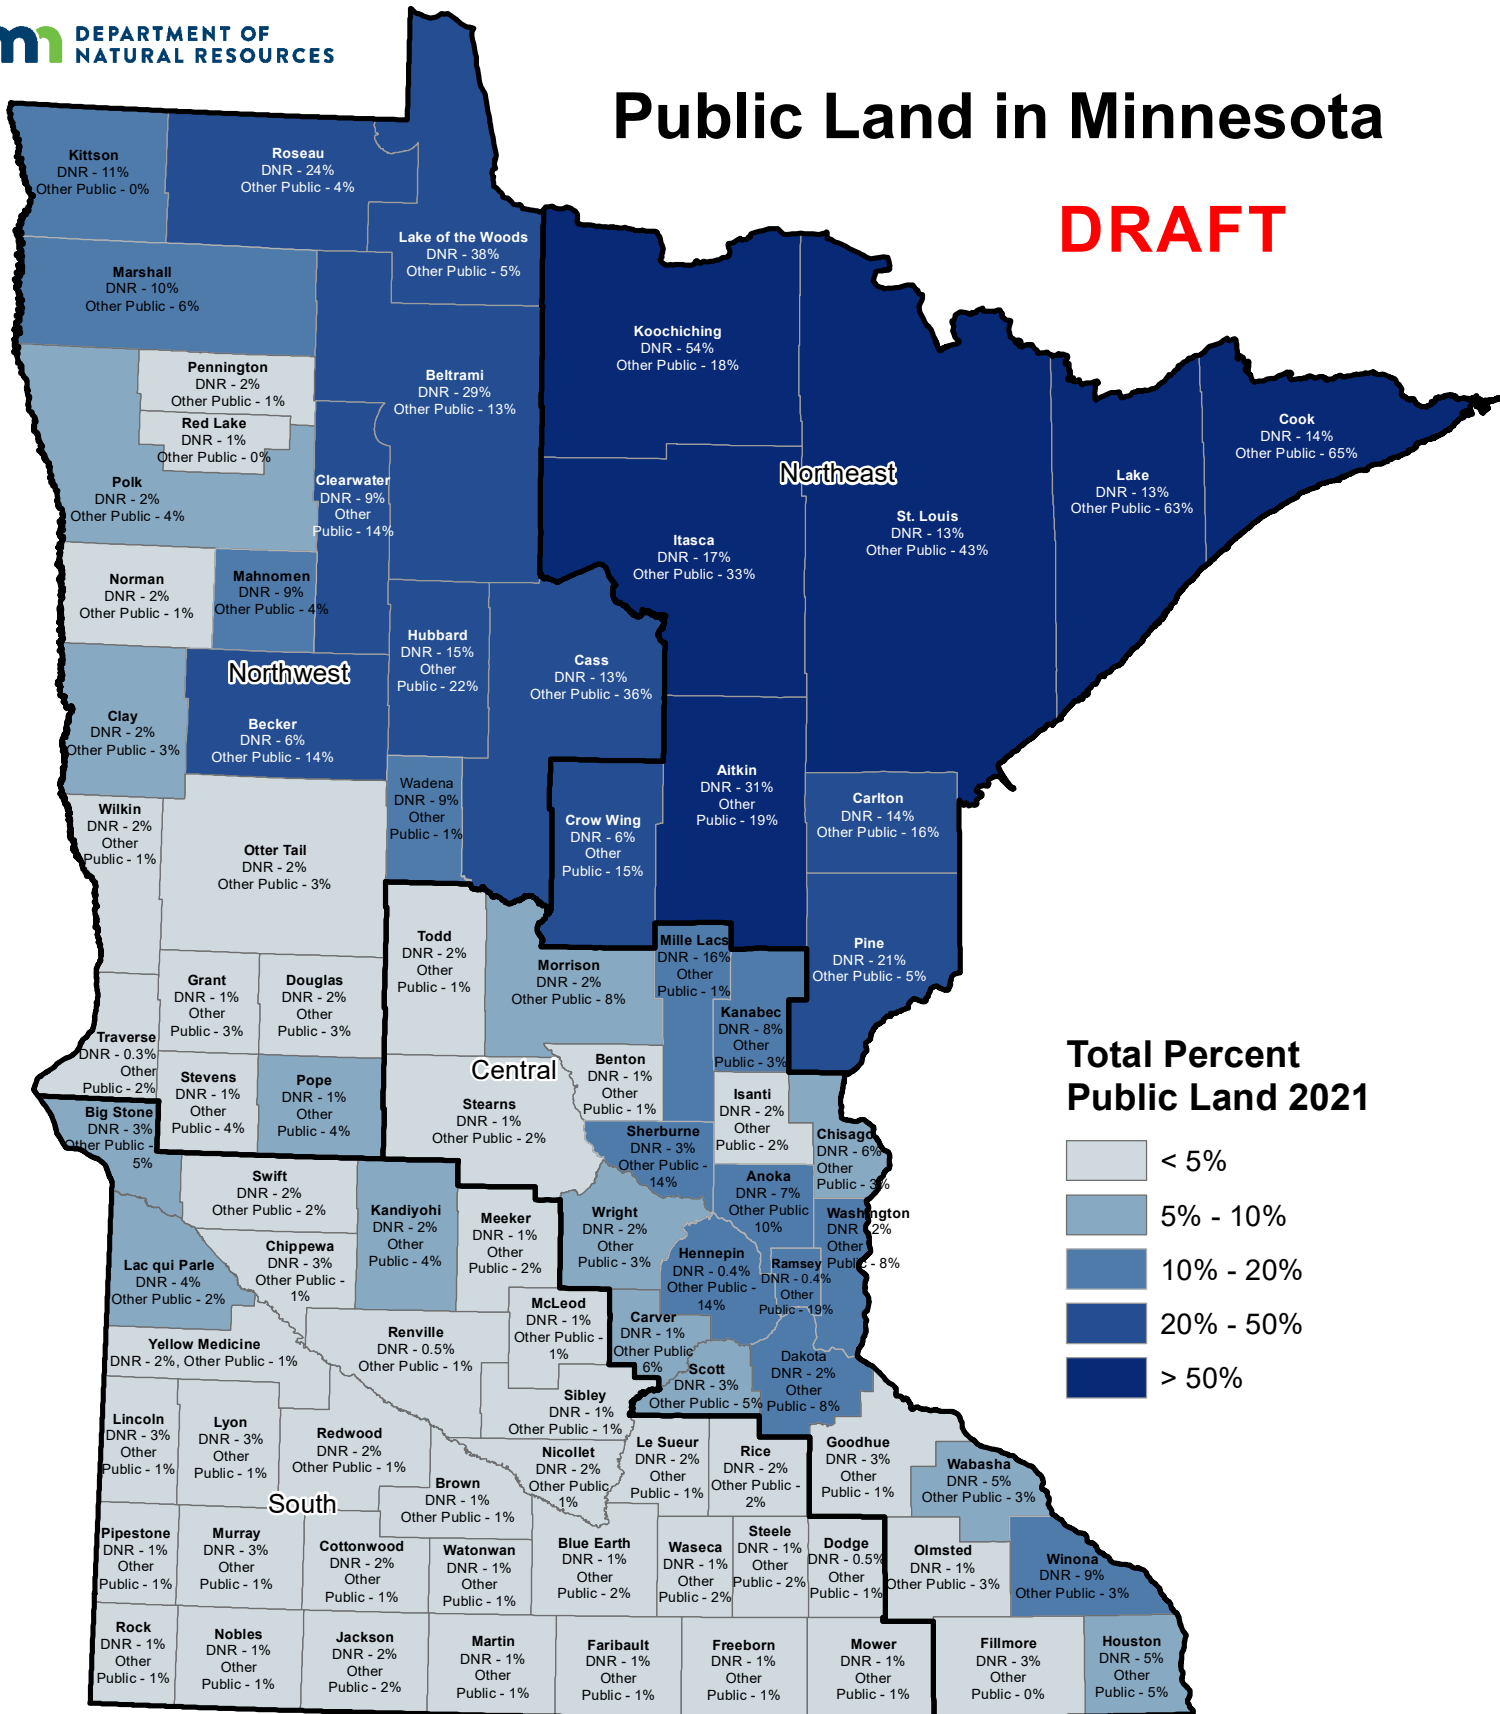 DEPARTMENT OF
NATURAL RESOURCES
Public Land in Minnesota
DRAFT
Kittson
DNR - 11%
Other Public - 0%
Roseau
DNR - 24%
Other Public - 4%
Lake of the Woods
DNR - 38%
Other Public - 5%
Marshall
DNR - 10%
Other Public - 6%
Koochiching
DNR - 54%
Other Public - 18%
Pennington
DNR - 2%
Other Public - 1%
Beltrami
DNR - 29%
Other Public - 13%
Red Lake
DNR - 1%
Other Public - 0%
Cook
DNR - 14%
Other Public - 65%
Polk
DNR - 2%
Other Public - 4%
Clearwater
DNR - 9%
Other
Public - 14%
Northeast
Lake
DNR - 13%
Other Public - 63%
St. Louis
DNR - 13%
Other Public - 43%
Itasca
DNR - 17%
Other Public - 33%
Norman
DNR - 2%
Other Public - 1%
Mahnomen
DNR - 9%
Other Public - 4%
Hubbard
DNR - 15%
Other
Public - 22%
Cass
DNR - 13%
Other Public - 36%
Northwest
Clay
DNR - 2%
Other Public - 3%
Becker
DNR - 6%
Other Public - 14%
Wadena
DNR - 9%
Other
Public - 1%
Aitkin
DNR - 31%
Other
Public - 19%
Carlton
DNR - 14%
Other Public - 16%
Wilkin
DNR - 2%
Other
Public - 1%
Otter Tail
DNR - 2%
Other Public - 3%
Crow Wing
DNR - 6%
Other
Public - 15%
Todd
DNR - 2%
Other
Public - 1%
Morrison
DNR - 2%
Other Public - 8%
Mille Lacs
DNR - 16%
Other
Public - 1%
Pine
DNR - 21%
Other Public - 5%
Grant
DNR - 1%
Other
Public - 3%
Douglas
DNR - 2%
Other
Public - 3%
Kanabec
DNR - 8%
Other
Public - 3%
Traverse
DNR - 0.3%
Other
Public - 2%
Stevens
DNR - 1%
Other
Public - 4%
Pope
DNR - 1%
Other
Public - 4%
Central
Benton
DNR - 1%
Other
Public - 1%
Isanti
DNR - 2%
Other
Public - 2%
Stearns
DNR - 1%
Other Public - 2%
Big Stone
DNR - 3%
Other Public -
5%
Sherburne
DNR - 3%
Other Public -
14%
Chisago
DNR - 6%
Other
Public - 3%
Swift
DNR - 2%
Other Public - 2%
Anoka
DNR - 7%
Other Public
10%
Kandiyohi
DNR - 2%
Other
Public - 4%
Meeker
DNR - 1%
Other
Public - 2%
Wright
DNR - 2%
Other
Public - 3%
Washington
DNR - 2%
Other
Public - 8%
Chippewa
DNR - 3%
Other Public -
1%
Hennepin
DNR - 0.4%
Other Public -
14%
Ramsey
DNR - 0.4%
Other
Public - 19%
Lac qui Parle
DNR - 4%
Other Public - 2%
McLeod
DNR - 1%
Other Public -
1%
Carver
DNR - 1%
Other Public
6%
Yellow Medicine
DNR - 2%, Other Public - 1%
Renville
DNR - 0.5%
Other Public - 1%
Scott
DNR - 3%
Other Public - 5%
Dakota
DNR - 2%
Other
Public - 8%
Sibley
DNR - 1%
Other Public - 1%
Lincoln
DNR - 3%
Other
Public - 1%
Lyon
DNR - 3%
Other
Public - 1%
Redwood
DNR - 2%
Other Public - 1%
Nicollet
DNR - 2%
Other Public
1%
Le Sueur
DNR - 2%
Other
Public - 1%
Rice
DNR - 2%
Other Public -
2%
Goodhue
DNR - 3%
Other
Public - 1%
Wabasha
DNR - 5%
Other Public - 3%
Brown
DNR - 1%
Other Public - 1%
South
Pipestone
DNR - 1%
Other
Public - 1%
Murray
DNR - 3%
Other
Public - 1%
Cottonwood
DNR - 2%
Other
Public - 1%
Watonwan
DNR - 1%
Other
Public - 1%
Blue Earth
DNR - 1%
Other
Public - 2%
Waseca
DNR - 1%
Other
Public - 2%
Steele
DNR - 1%
Other
Public - 2%
Dodge
DNR - 0.5%
Other
Public - 1%
Olmsted
DNR - 1%
Other Public - 3%
Winona
DNR - 9%
Other Public - 3%
Rock
DNR - 1%
Other
Public - 1%
Nobles
DNR - 1%
Other
Public - 1%
Jackson
DNR - 2%
Other
Public - 2%
Martin
DNR - 1%
Other
Public - 1%
Faribault
DNR - 1%
Other
Public - 1%
Freeborn
DNR - 1%
Other
Public - 1%
Mower
DNR - 1%
Other
Public - 1%
Fillmore
DNR - 3%
Other
Public - 0%
Houston
DNR - 5%
Other
Public - 5%
Total Percent
Public Land 2021
< 5%
5% - 10%
10% - 20%
20% - 50%
> 50%